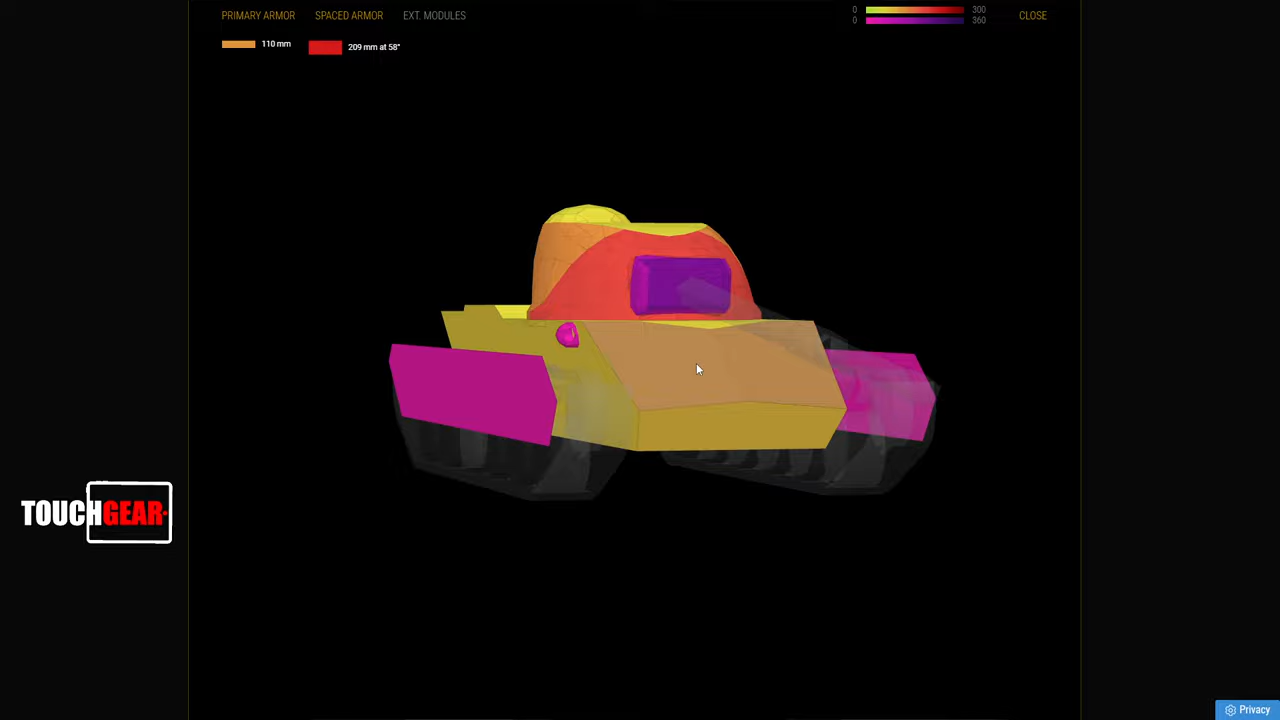 PRIMARY ARMOR SPACED ARMOR EXT. MODULES
0 300
0 360
CLOSE
110 mm
209 mm at 58°
TOUCHGEAR
Privacy